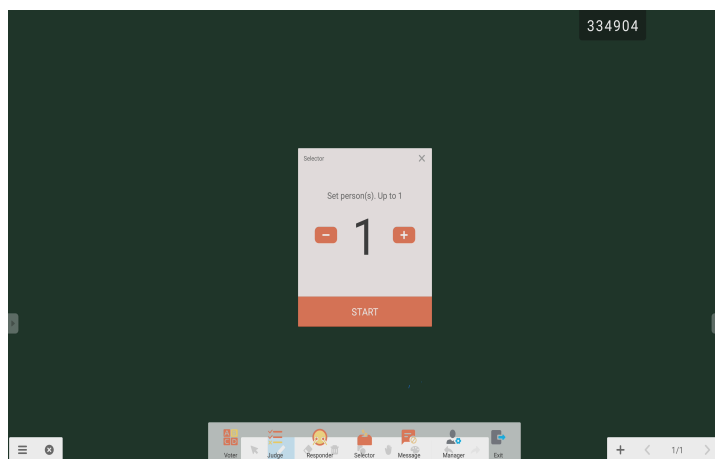 334904
Selector
Set person(s). Up to 1
1
START
Voter
Judge
Responder
Selector
Message
Manager
Exit
1/1